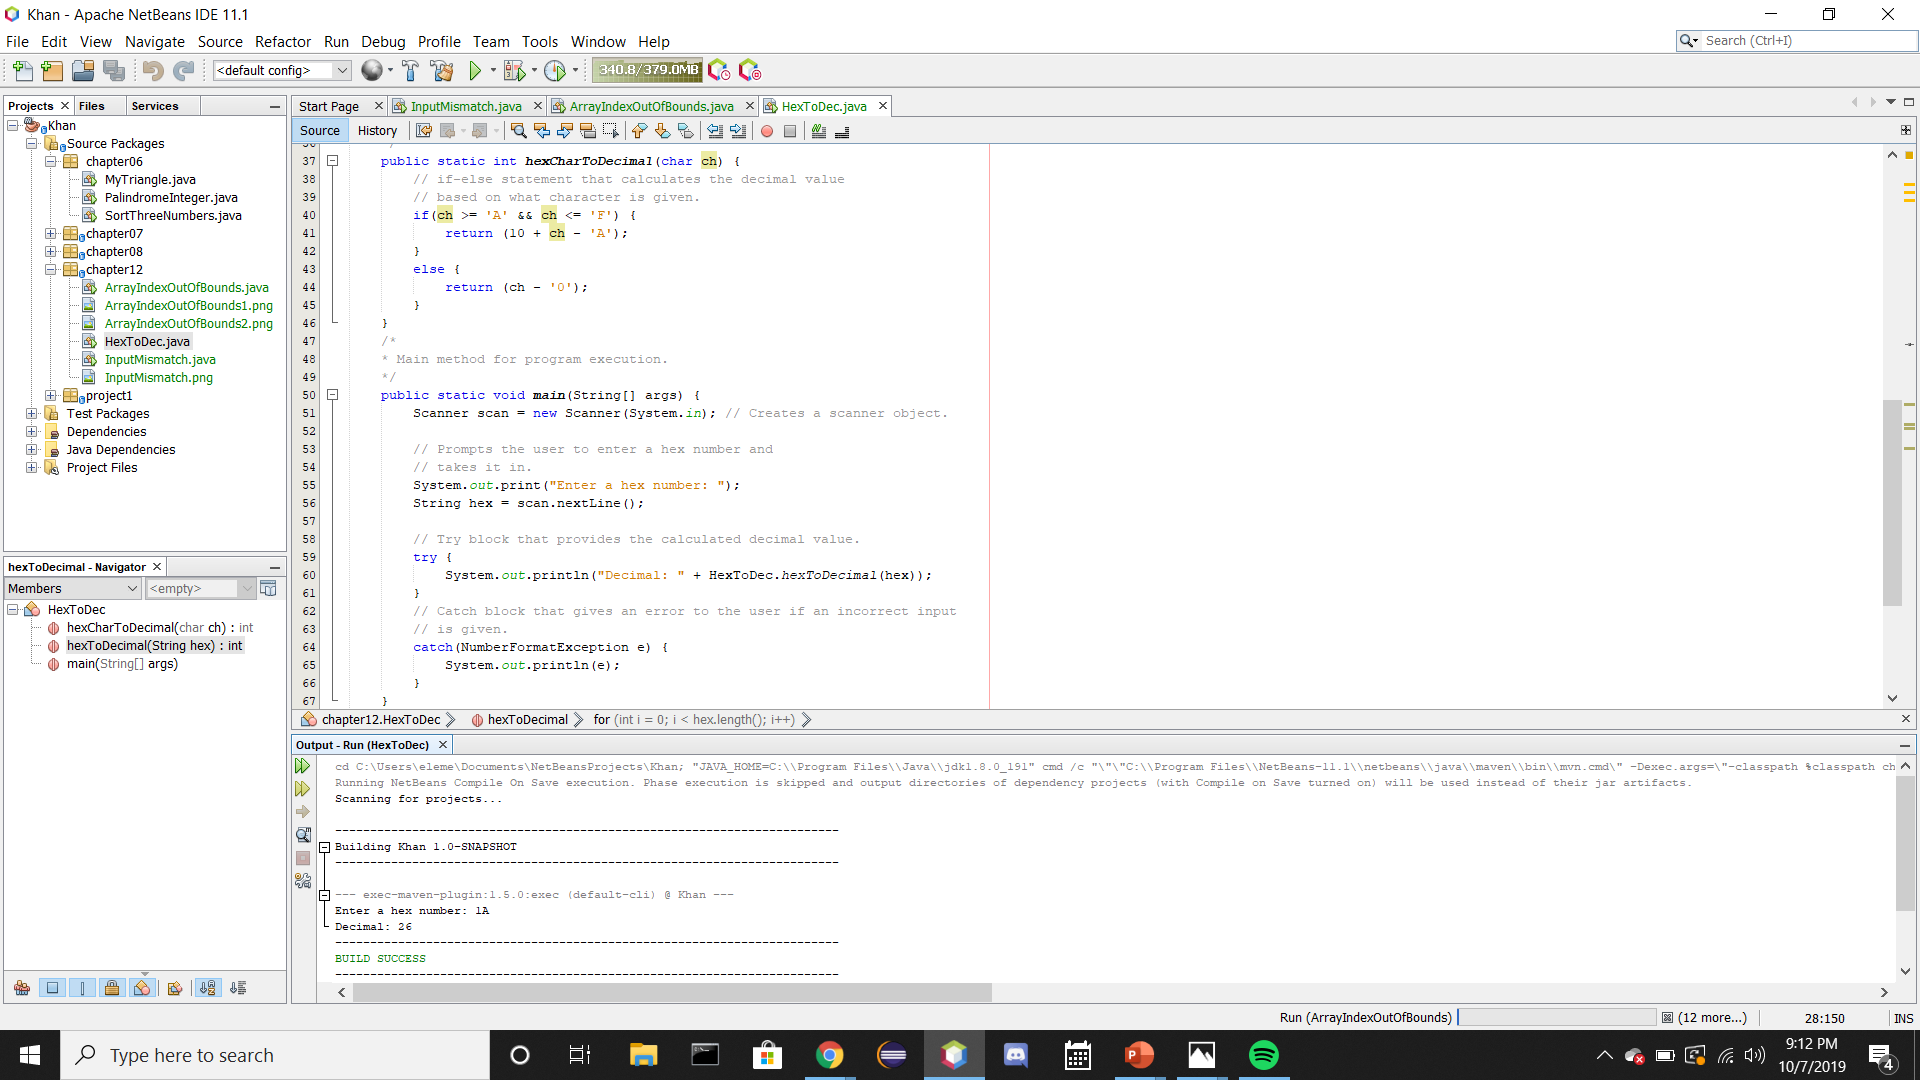 Khan - Apache NetBeans IDE 11.1
File Edit View Navigate Source Refactor Run Debug Profile Team Tools Window Help
Search (Ctrl+I)
<default config>
340.8/379.0MB
Projects Files Services
Khan
Source Packages
chapter06
MyTriangle.java
PalindromeInteger.java
SortThreeNumbers.java
chapter07
chapter08
chapter12
ArrayIndexOutOfBounds.java
ArrayIndexOutOfBounds1.png
ArrayIndexOutOfBounds2.png
HexToDec.java
InputMismatch.java
InputMismatch.png
project1
Test Packages
Dependencies
Java Dependencies
Project Files
hexToDecimal - Navigator
Members <empty>
HexToDec
hexCharToDecimal(char ch) : int
hexToDecimal(String hex) : int
main(String[] args)
Start Page InputMismatch.java ArrayIndexOutOfBounds.java HexToDec.java
Source History
37 public static int hexCharToDecimal(char ch) {
38 // if-else statement that calculates the decimal value
39 // based on what character is given.
40 if(ch >= 'A' && ch <= 'F') {
41 return (10 + ch - 'A');
42 }
43 else {
44 return (ch - '0');
45 }
46 }
47 /*
48 * Main method for program execution.
49 */
50 public static void main(String[] args) {
51 Scanner scan = new Scanner(System.in); // Creates a scanner object.
52
53 // Prompts the user to enter a hex number and
54 // takes it in.
55 System.out.print("Enter a hex number: ");
56 String hex = scan.nextLine();
57
58 // Try block that provides the calculated decimal value.
59 try {
60 System.out.println("Decimal: " + HexToDec.hexToDecimal(hex));
61 }
62 // Catch block that gives an error to the user if an incorrect input
63 // is given.
64 catch(NumberFormatException e) {
65 System.out.println(e);
66 }
67 }
chapter12.HexToDec hexToDecimal for (int i = 0; i < hex.length(); i++)
Output - Run (HexToDec)
cd C:\Users\eleme\Documents\NetBeansProjects\Khan; "JAVA_HOME=C:\\Program Files\\Java\\jdk1.8.0_191" cmd /c "\"\"C:\\Program Files\\NetBeans-11.1\\netbeans\\java\\maven\\bin\\mvn.cmd\" -Dexec.args=\"-classpath %classpath ch
Running NetBeans Compile On Save execution. Phase execution is skipped and output directories of dependency projects (with Compile on Save turned on) will be used instead of their jar artifacts.
Scanning for projects...
------------------------------------------------------------------------
Building Khan 1.0-SNAPSHOT
------------------------------------------------------------------------
--- exec-maven-plugin:1.5.0:exec (default-cli) @ Khan ---
Enter a hex number: 1A
Decimal: 26
------------------------------------------------------------------------
BUILD SUCCESS
------------------------------------------------------------------------
Run (ArrayIndexOutOfBounds) (12 more...) 28:150 INS
Type here to search
9:12 PM
10/7/2019
4